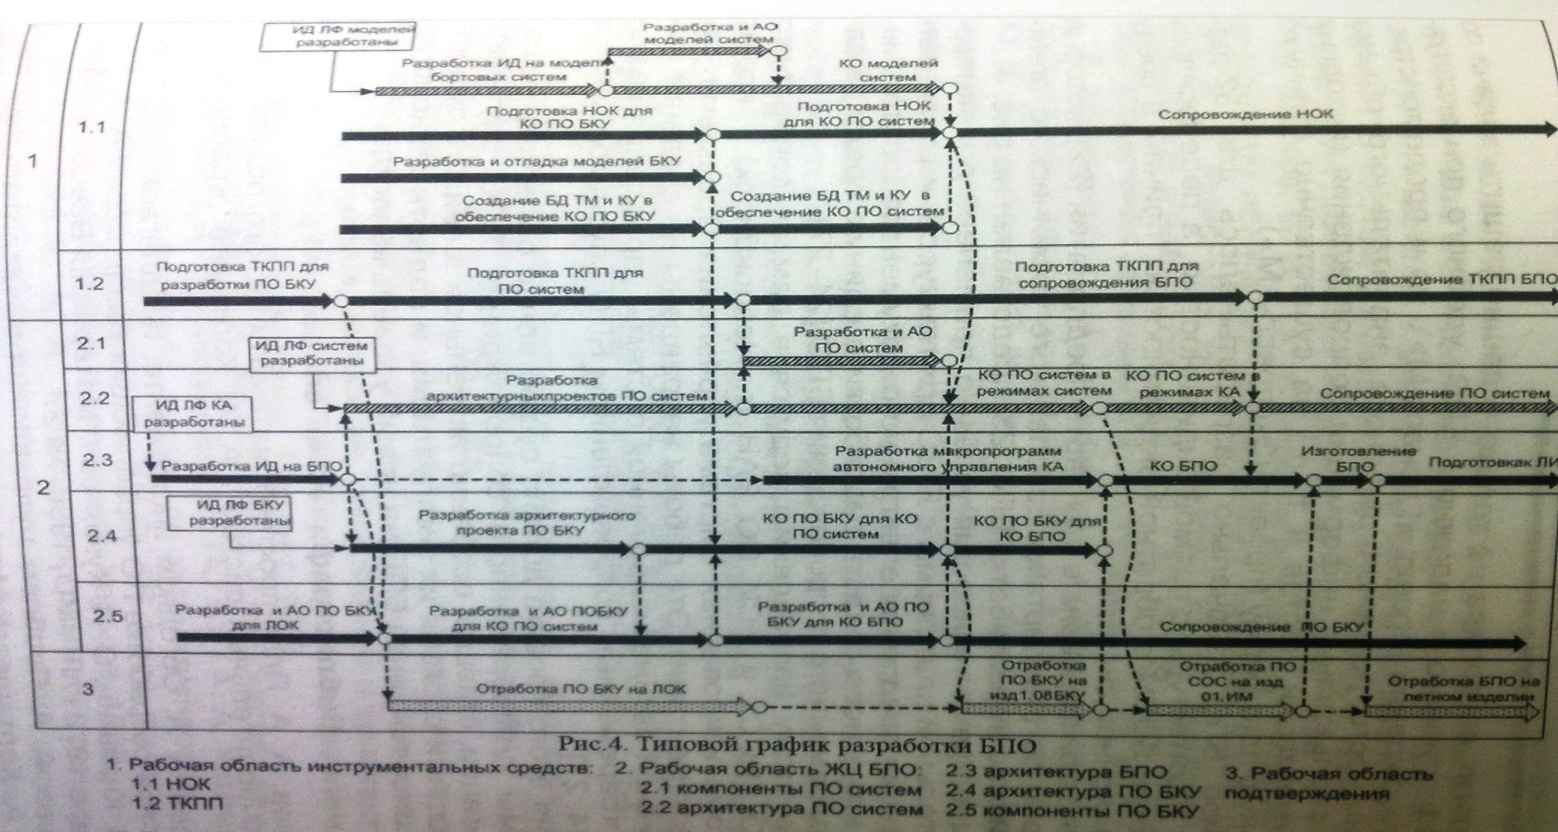 ИД ЛФ моделей
разработаны
Разработка и АО
моделей систем
Разработка ИД на модели
бортовых систем
КО моделей
систем
1
1.1
Подготовка НОК для
КО ПО БКУ
Подготовка НОК
для КО ПО систем
Сопровождение НОК
Разработка и отладка моделей БКУ
Создание БД ТМ и КУ в
обеспечение КО ПО БКУ
Создание БД ТМ и КУ в
обеспечение КО ПО систем
1.2
Подготовка ТКПП для
разработки ПО БКУ
Подготовка ТКПП для
ПО систем
Подготовка ТКПП для
сопровождения БПО
Сопровождение ТКПП БПО
2
2.1
ИД ЛФ систем
разработаны
Разработка и АО
ПО систем
2.2
ИД ЛФ КА
разработаны
Разработка
архитектурныхпроектов ПО систем
КО ПО систем в
режимах систем
КО ПО систем в
режимах КА
Сопровождение ПО систем
2.3
Разработка ИД на БПО
Разработка макропрограмм
автономного управления КА
КО БПО
Изготовление
БПО
Подготовкак ЛИ
2.4
ИД ЛФ БКУ
разработаны
Разработка архитектурного
проекта ПО БКУ
КО ПО БКУ для КО
ПО систем
КО ПО БКУ для
КО БПО
2.5
Разработка и АО ПО БКУ
для ЛОК
Разработка и АО ПОБКУ
для КО ПО систем
Разработка и АО ПО
БКУ для КО БПО
Сопровождение ПО БКУ
3
Отработка ПО БКУ на ЛОК
Отработка
ПО БКУ на
изд1.08БКУ
Отработка ПО
СОС на изд
01.ИМ
Отработка БПО на
летном изделии
Рис.4. Типовой график разработки БПО
1. Рабочая область инструментальных средств:
1.1 НОК
1.2 ТКПП
2. Рабочая область ЖЦ БПО:
2.1 компоненты ПО систем
2.2 архитектура ПО систем
2.3 архитектура БПО
2.4 архитектура ПО БКУ
2.5 компоненты ПО БКУ
3. Рабочая область
подтверждения